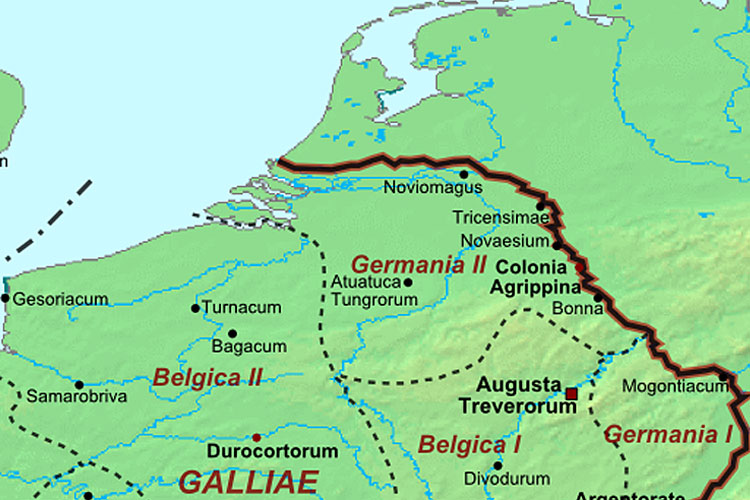 n
Noviomagus
Tricensimae
Novaesium
Germania II
Colonia
Agrippina
Atuatuca
Tungrorum
Gesoriacum
Turnacum
Bonna
Bagacum
Belgica II
Augusta
Treverorum
Mogontiacum
Samarobriva
Germania I
Belgica I
Durocortorum
Divodurum
GALLIAE
Argentorate